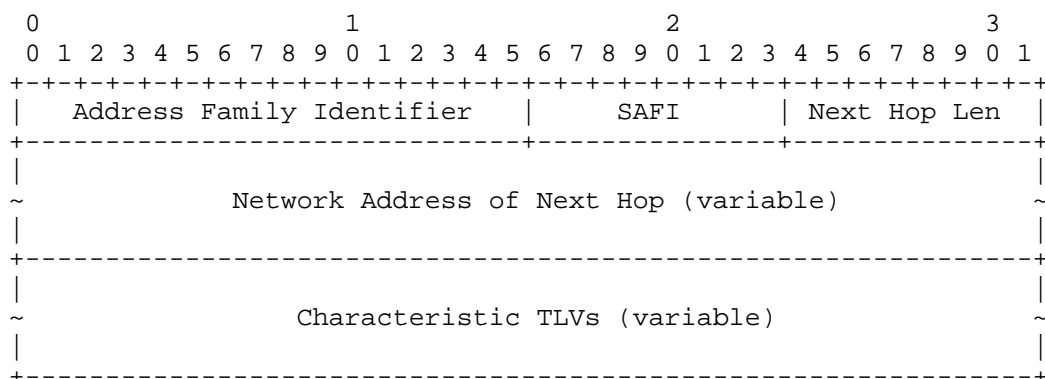 0                   1                   2                   3
 0 1 2 3 4 5 6 7 8 9 0 1 2 3 4 5 6 7 8 9 0 1 2 3 4 5 6 7 8 9 0 1
+-+-+-+-+-+-+-+-+-+-+-+-+-+-+-+-+-+-+-+-+-+-+-+-+-+-+-+-+-+-+-+-+
|   Address Family Identifier   |     SAFI      | Next Hop Len  |
+-------------------------------+---------------+---------------+
|                                                               |
~             Network Address of Next Hop (variable)            ~
|                                                               |
+---------------------------------------------------------------+
|                                                               |
~                 Characteristic TLVs (variable)                ~
|                                                               |
+---------------------------------------------------------------+